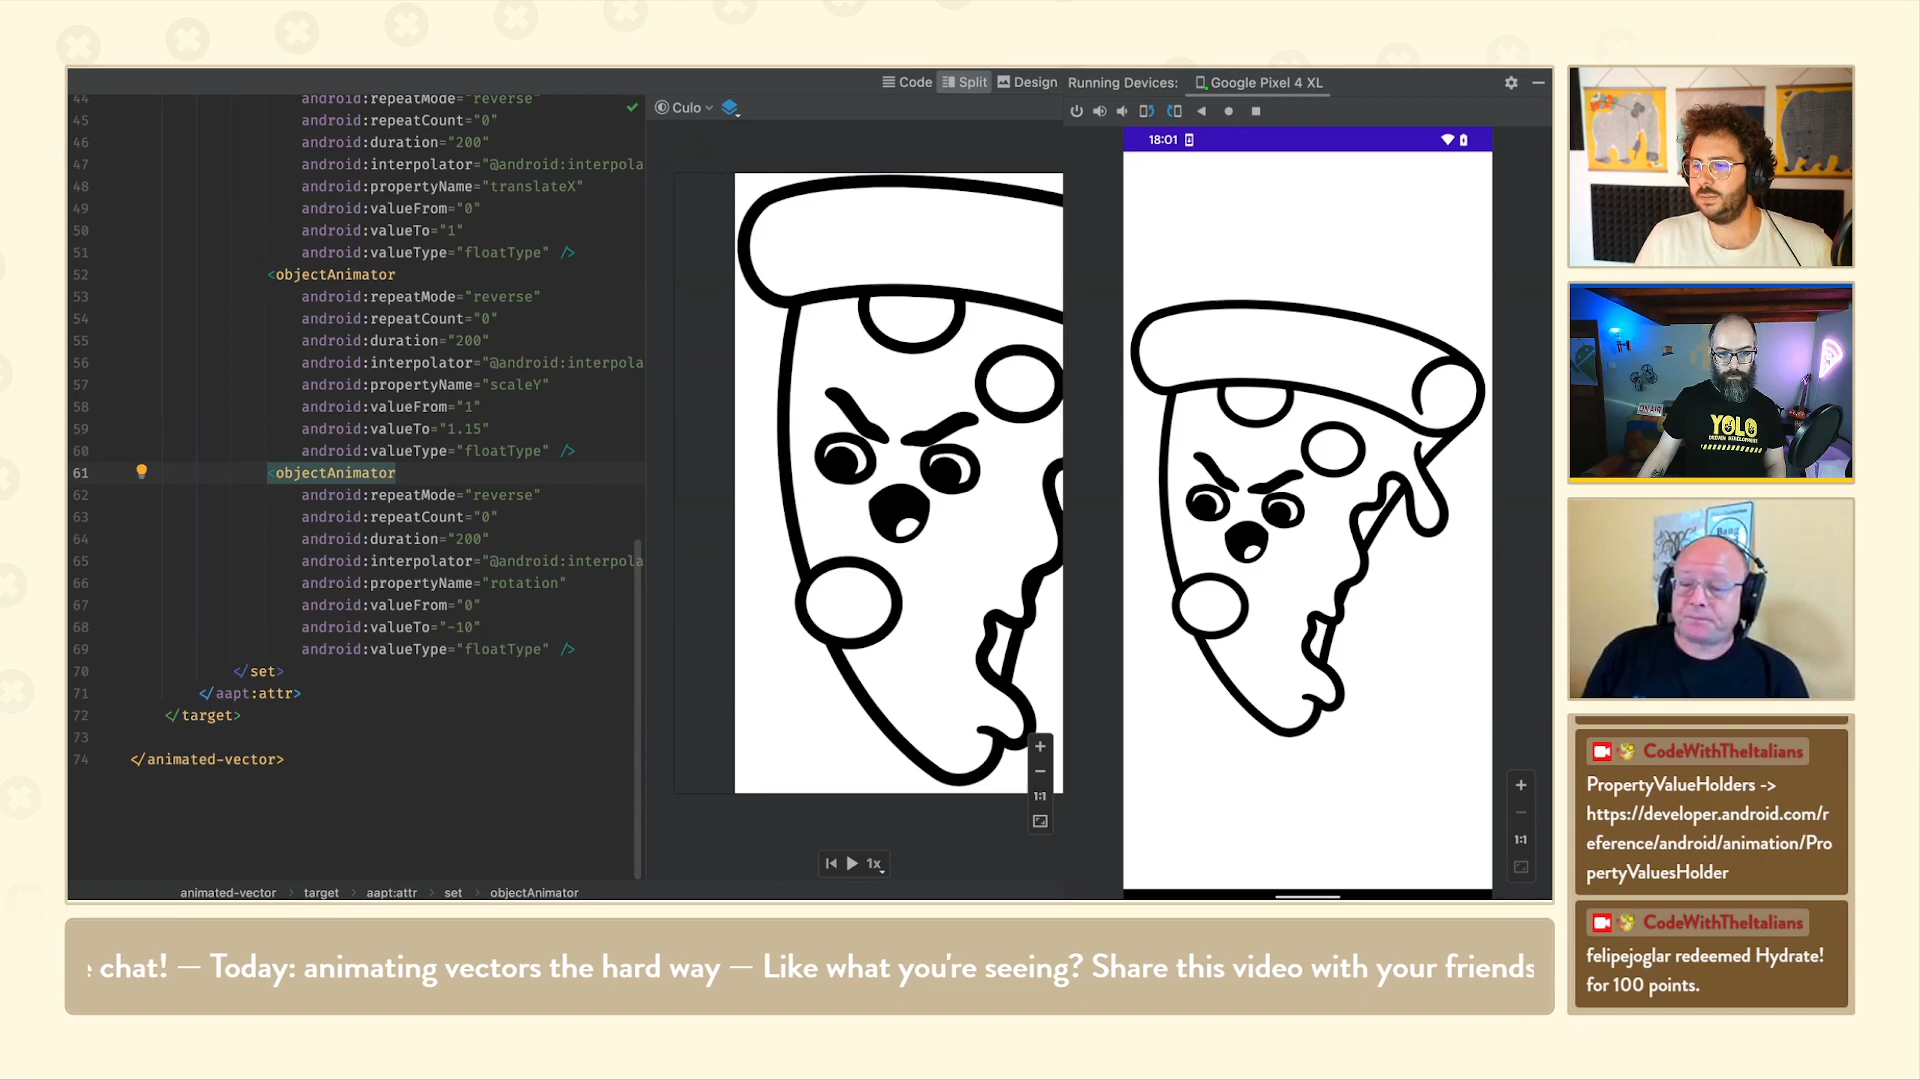 Code
Split
Design
Running Devices:
Google Pixel 4 XL
44 android:repeatMode="reverse"
45 android:repeatCount="0"
46 android:duration="200"
47 android:interpolator="@android:interpola
48 android:propertyName="translateX"
49 android:valueFrom="0"
50 android:valueTo="1"
51 android:valueType="floatType" />
52 <objectAnimator
53 android:repeatMode="reverse"
54 android:repeatCount="0"
55 android:duration="200"
56 android:interpolator="@android:interpola
57 android:propertyName="scaleY"
58 android:valueFrom="1"
59 android:valueTo="1.15"
60 android:valueType="floatType" />
61 <objectAnimator
62 android:repeatMode="reverse"
63 android:repeatCount="0"
64 android:duration="200"
65 android:interpolator="@android:interpola
66 android:propertyName="rotation"
67 android:valueFrom="0"
68 android:valueTo="-10"
69 android:valueType="floatType" />
70 </set>
71 </aapt:attr>
72 </target>
73
74 </animated-vector>
animated-vector > target > aapt:attr > set > objectAnimator
Culo
1:1
1x
18:01
1:1
ON AIR
YOLO
DRIVEN DEVELOPMENT
CodeWithTheItalians
PropertyValueHolders ->
https://developer.android.com/r
eference/android/animation/Pro
pertyValuesHolder
CodeWithTheItalians
felipejoglar redeemed Hydrate!
for 100 points.
chat! — Today: animating vectors the hard way — Like what you're seeing? Share this video with your friends